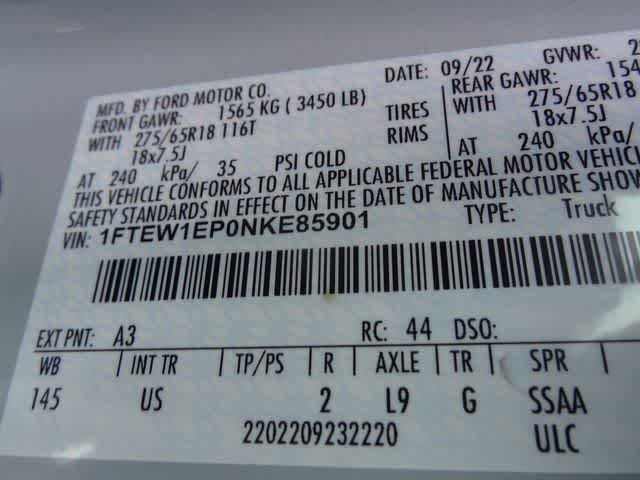 MFD. BY FORD MOTOR CO. DATE: 09/22 GVWR:
FRONT GAWR: 1565 KG ( 3450 LB) REAR GAWR:
WITH 275/65R18 116T TIRES WITH 275/65R18
18x7.5J RIMS 18x7.5J
AT 240 kPa/ 35 PSI COLD AT 240 kPa/
THIS VEHICLE CONFORMS TO ALL APPLICABLE FEDERAL MOTOR
SAFETY STANDARDS IN EFFECT ON THE DATE OF MANUFACTURE
VIN: 1FTEW1EP0NKE85901 TYPE: Truck
EXT PNT: A3 RC: 44 DSO:
WB INT TR TP/PS R AXLE TR SPR
145 US 2 L9 G SSAA
2202209232220 ULC